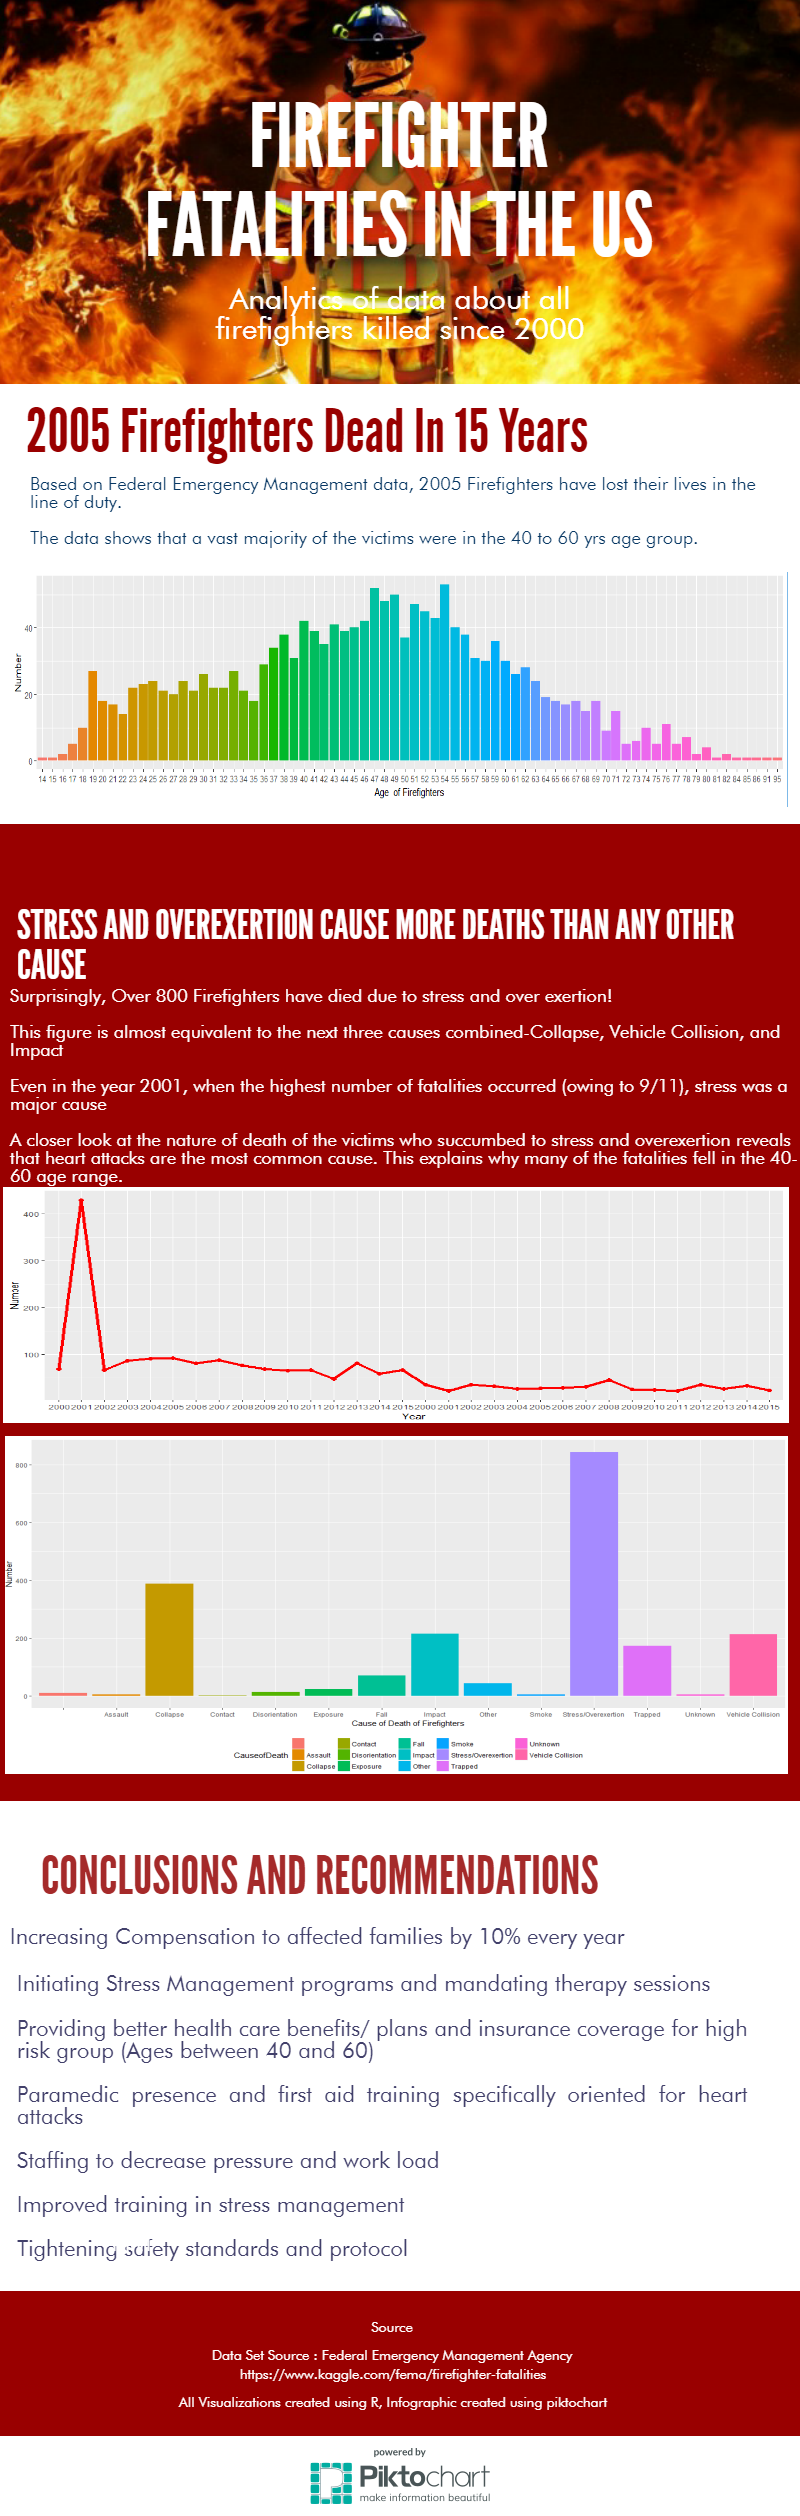 FIREFIGHTER
FATALITIES IN THE US
Analytics of data about all
firefighters killed since 2000
2005 Firefighters Dead In 15 Years
Based on Federal Emergency Management data, 2005 Firefighters have lost their lives in the
line of duty.
The data shows that a vast majority of the victims were in the 40 to 60 yrs age group.
Number
40
20
0
14 15 16 17 18 19 20 21 22 23 24 25 26 27 28 29 30 31 32 33 34 35 36 37 38 39 40 41 42 43 44 45 46 47 48 49 50 51 52 53 54 55 56 57 58 59 60 61 62 63 64 65 66 67 68 69 70 71 72 73 74 75 76 77 78 79 80 81 82 84 85 86 91 95
Age of Firefighters
STRESS AND OVEREXERTION CAUSE MORE DEATHS THAN ANY OTHER
CAUSE
Surprisingly, Over 800 Firefighters have died due to stress and over exertion!
This figure is almost equivalent to the next three causes combined-Collapse, Vehicle Collision, and
Impact
Even in the year 2001, when the highest number of fatalities occurred (owing to 9/11), stress was a
major cause
A closer look at the nature of death of the victims who succumbed to stress and overexertion reveals
that heart attacks are the most common cause. This explains why many of the fatalities fell in the 40-
60 age range.
Number
400
300
200
100
2000 2001 2002 2003 2004 2005 2006 2007 2008 2009 2010 2011 2012 2013 2014 2015 2000 2001 2002 2003 2004 2005 2006 2007 2008 2009 2010 2011 2012 2013 2014 2015
Year
Number
800
600
400
200
0
Assault Collapse Contact Disorientation Exposure Fall Impact Other Smoke Stress/Overexertion Trapped Unknown Vehicle Collision
Cause of Death of Firefighters
CauseofDeath
Contact Fall Smoke Unknown
Assault Disorientation Impact Stress/Overexertion Vehicle Collision
Collapse Exposure Other Trapped
CONCLUSIONS AND RECOMMENDATIONS
Increasing Compensation to affected families by 10% every year
Initiating Stress Management programs and mandating therapy sessions
Providing better health care benefits/ plans and insurance coverage for high
risk group (Ages between 40 and 60)
Paramedic presence and first aid training specifically oriented for heart
attacks
Staffing to decrease pressure and work load
Improved training in stress management
Tightening safety standards and protocol
Source
Data Set Source : Federal Emergency Management Agency
https://www.kaggle.com/fema/firefighter-fatalities
All Visualizations created using R, Infographic created using piktochart
powered by
Piktochart
make information beautiful